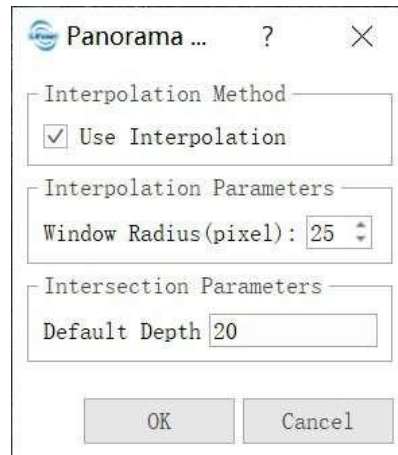 Panorama ... ?
Interpolation Method
Use Interpolation
Interpolation Parameters
Window Radius(pixel): 25
Intersection Parameters
Default Depth 20
OK Cancel